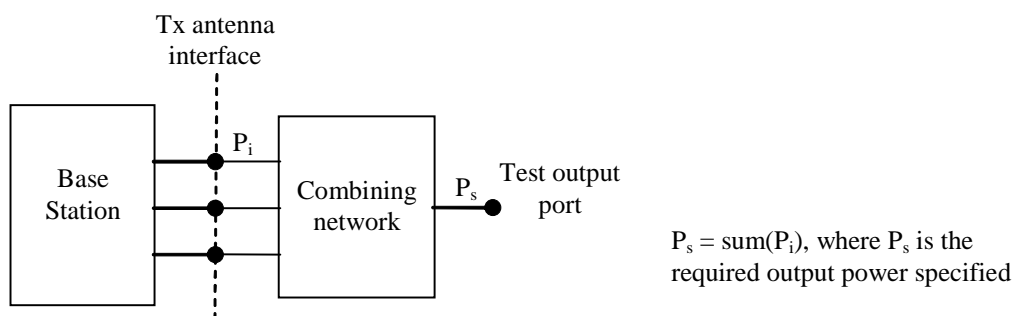 Tx antenna
interface
P_i
Base
Station
Combining
network
P_s
Test output
port
P_s = sum(P_i), where P_s is the
required output power specified